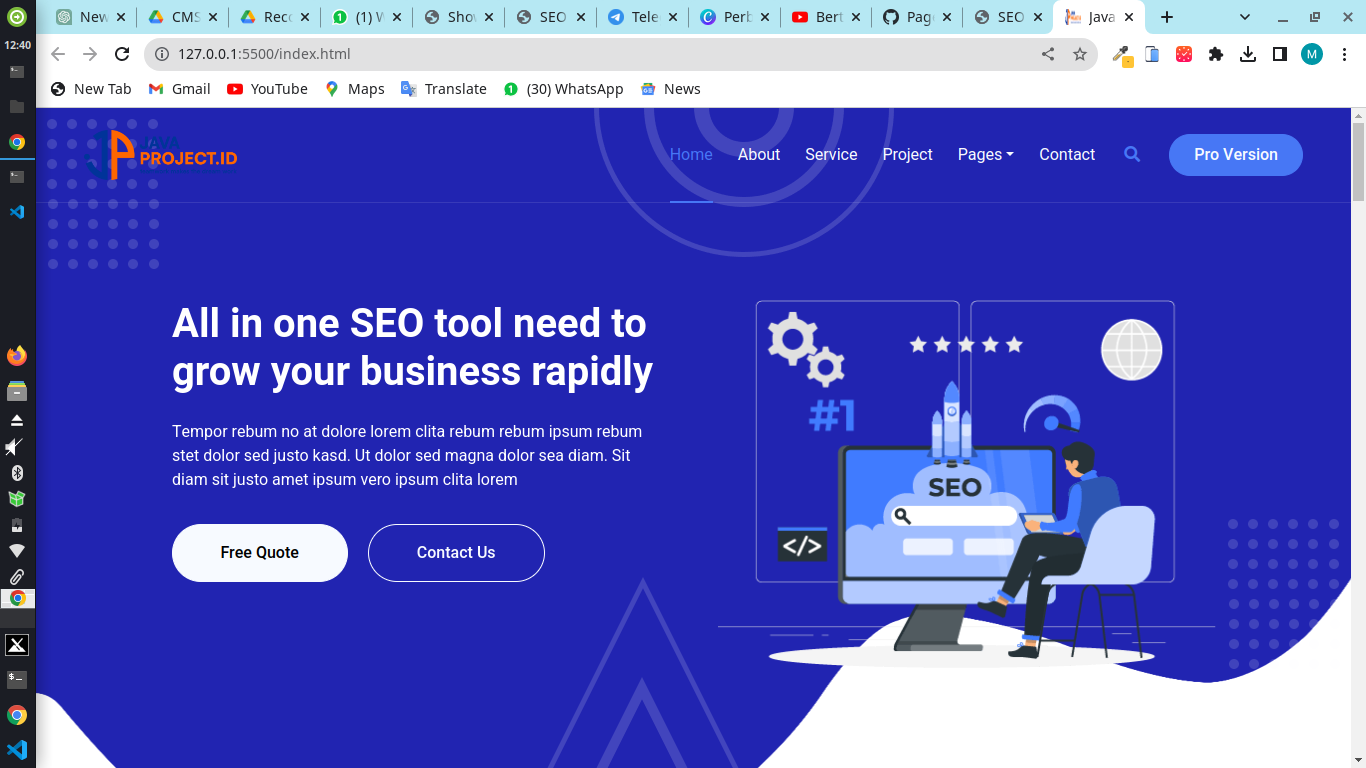 New
CMS
Reco
(1) W
Sho
SEO
Tele
Perb
Bert
Page
SEO
Java
12:40
127.0.0.1:5500/index.html
M
New Tab
Gmail
YouTube
Maps
Translate
(30) WhatsApp
News
JAVA
PROJECT.ID
Home
About
Service
Project
Pages
Contact
Pro Version
All in one SEO tool need to
grow your business rapidly
Tempor rebum no at dolore lorem clita rebum rebum ipsum rebum
stet dolor sed justo kasd. Ut dolor sed magna dolor sea diam. Sit
diam sit justo amet ipsum vero ipsum clita lorem
Free Quote
Contact Us
#1
SEO
</>